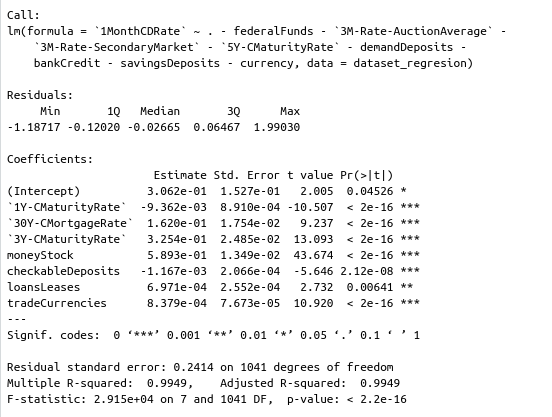 Call:
lm(formula = `1MonthCDRate` ~ . - federalFunds - `3M-Rate-AuctionAverage` -
`3M-Rate-SecondaryMarket` - `5Y-CMaturityRate` - demandDeposits -
bankCredit - savingsDeposits - currency, data = dataset_regresion)
Residuals:
Min 1Q Median 3Q Max
-1.18717 -0.12020 -0.02665 0.06467 1.99030
Coefficients:
Estimate Std. Error t value Pr(>|t|)
(Intercept) 3.062e-01 1.527e-01 2.005 0.04526 *
`1Y-CMaturityRate` -9.362e-03 8.910e-04 -10.507 < 2e-16 ***
`30Y-CMortgageRate` 1.620e-01 1.754e-02 9.237 < 2e-16 ***
`3Y-CMaturityRate` 3.254e-01 2.485e-02 13.093 < 2e-16 ***
moneyStock 5.893e-01 1.349e-02 43.674 < 2e-16 ***
checkableDeposits -1.167e-03 2.066e-04 -5.646 2.12e-08 ***
loansLeases 6.971e-04 2.552e-04 2.732 0.00641 **
tradeCurrencies 8.379e-04 7.673e-05 10.920 < 2e-16 ***
---
Signif. codes: 0 ‘***’ 0.001 ‘**’ 0.01 ‘*’ 0.05 ‘.’ 0.1 ‘ ’ 1
Residual standard error: 0.2414 on 1041 degrees of freedom
Multiple R-squared: 0.9949, Adjusted R-squared: 0.9949
F-statistic: 2.915e+04 on 7 and 1041 DF, p-value: < 2.2e-16